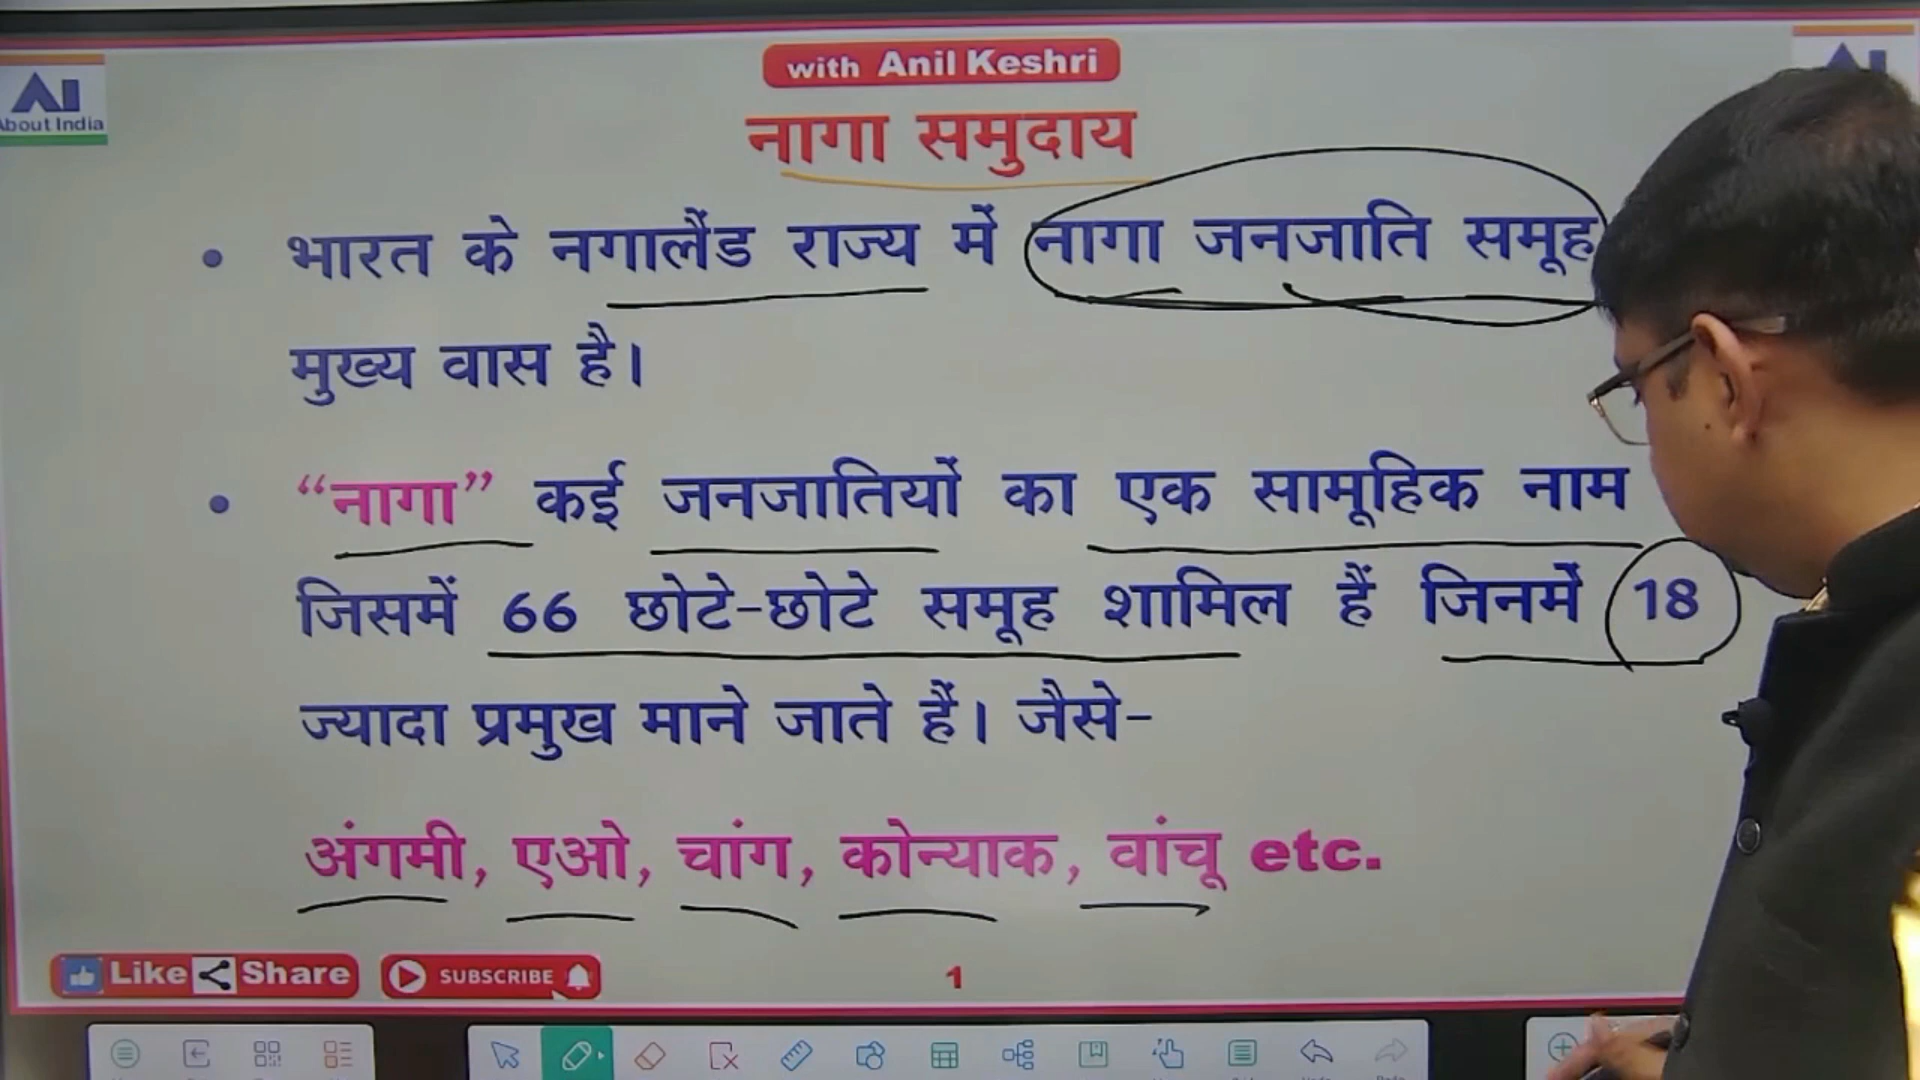 with Anil Keshri
AI
About India
AI
नागा समुदाय
• भारत के नगालैंड राज्य में नागा जनजाति समूह
मुख्य वास है।
• “नागा” कई जनजातियों का एक सामूहिक नाम
जिसमें 66 छोटे-छोटे समूह शामिल हैं जिनमें 18
ज्यादा प्रमुख माने जाते हैं। जैसे-
अंगमी, एओ, चांग, कोन्याक, वांचू etc.
Like Share SUBSCRIBE
1